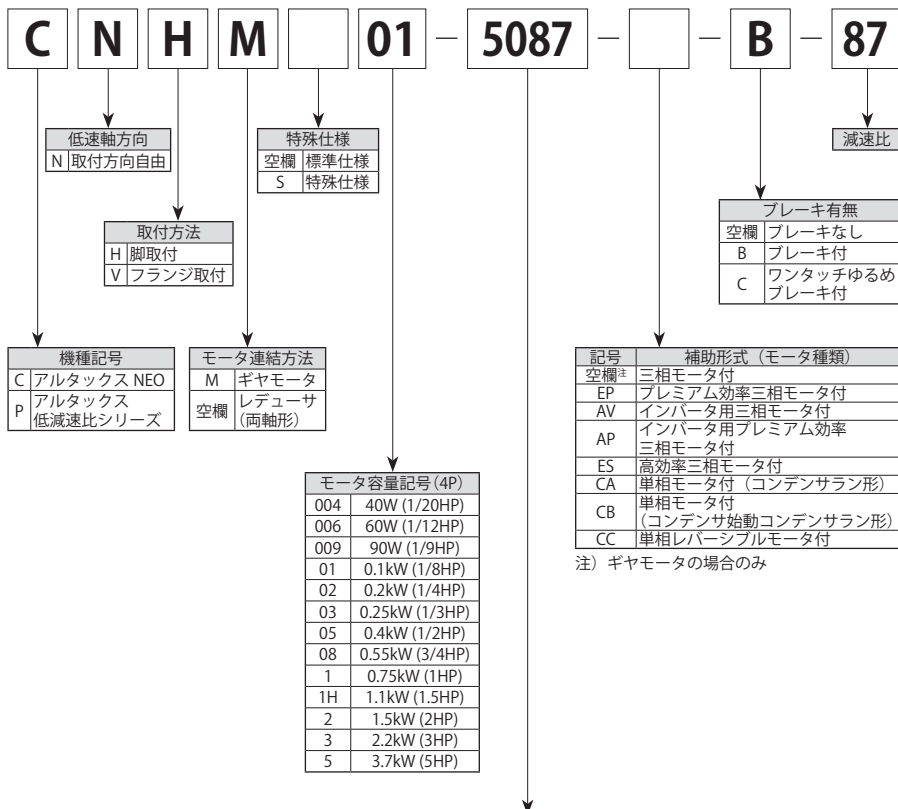 C N H M 01 － 5087 － － B － 87
低速軸方向
N 取付方向自由
特殊仕様
空欄 標準仕様
S 特殊仕様
減速比
取付方法
H 脚取付
V フランジ取付
ブレーキ有無
空欄 ブレーキなし
B ブレーキ付
C ワンタッチゆるめ
ブレーキ付
機種記号
C アルタックス NEO
P アルタックス
低減速比シリーズ
モータ連結方法
M ギヤモータ
空欄 レデューサ
(両軸形)
記号 補助形式（モータ種類）
空欄注 三相モータ付
EP プレミアム効率三相モータ付
AV インバータ用三相モータ付
AP インバータ用プレミアム効率
三相モータ付
ES 高効率三相モータ付
CA 単相モータ付（コンデンサラン形）
CB 単相モータ付
(コンデンサ始動コンデンサラン形)
CC 単相レバーシブルモータ付
注）ギヤモータの場合のみ
モータ容量記号(4P)
004 40W (1/20HP)
006 60W (1/12HP)
009 90W (1/9HP)
01 0.1kW (1/8HP)
02 0.2kW (1/4HP)
03 0.25kW (1/3HP)
05 0.4kW (1/2HP)
08 0.55kW (3/4HP)
1 0.75kW (1HP)
1H 1.1kW (1.5HP)
2 1.5kW (2HP)
3 2.2kW (3HP)
5 3.7kW (5HP)